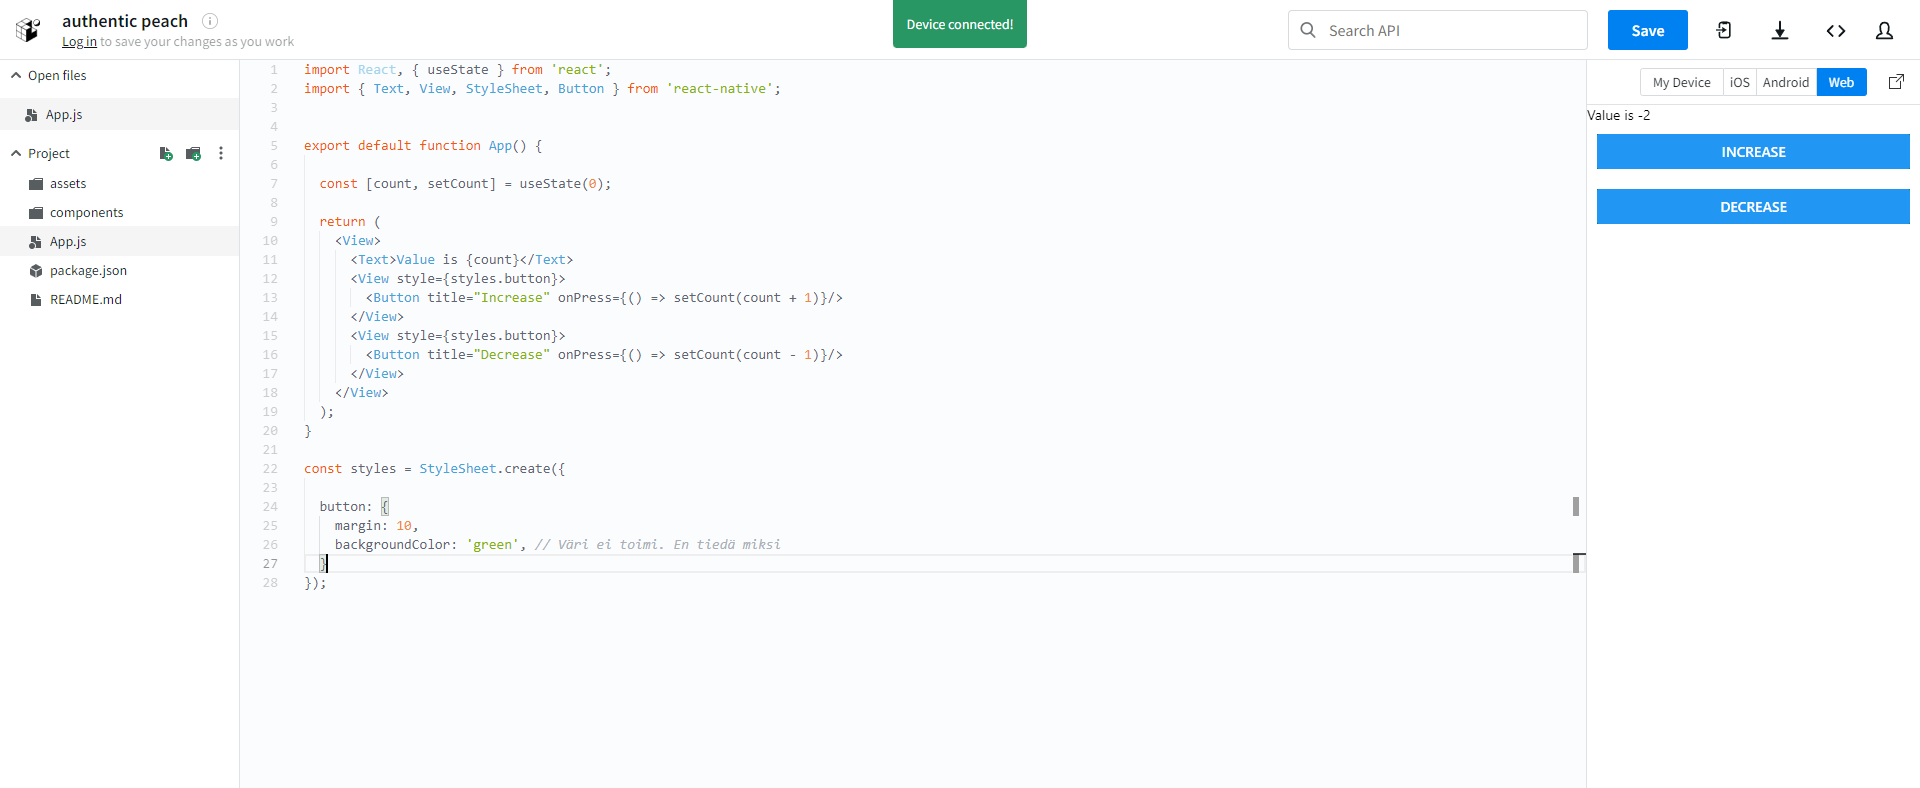 authentic peach
Log in to save your changes as you work
Device connected!
Search API
Save
Open files
App.js
Project
assets
components
App.js
package.json
README.md
1 import React, { useState } from 'react';
2 import { Text, View, StyleSheet, Button } from 'react-native';
3
4
5 export default function App() {
6
7 const [count, setCount] = useState(0);
8
9 return (
10 <View>
11 <Text>Value is {count}</Text>
12 <View style={styles.button}>
13 <Button title="Increase" onPress={() => setCount(count + 1)}/>
14 </View>
15 <View style={styles.button}>
16 <Button title="Decrease" onPress={() => setCount(count - 1)}/>
17 </View>
18 </View>
19 );
20 }
21
22 const styles = StyleSheet.create({
23
24 button: {
25 margin: 10,
26 backgroundColor: 'green', // Väri ei toimi. En tiedä miksi
27 }
28 });
My Device
iOS
Android
Web
Value is -2
INCREASE
DECREASE